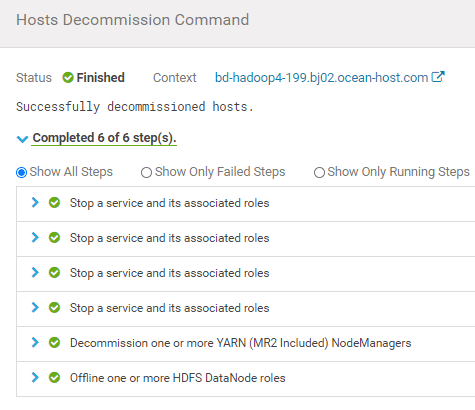 Hosts Decommission Command
Status Finished Context bd-hadoop4-199.bj02.ocean-host.com
Successfully decommissioned hosts.
Completed 6 of 6 step(s).
Show All Steps Show Only Failed Steps Show Only Running Steps
Stop a service and its associated roles
Stop a service and its associated roles
Stop a service and its associated roles
Stop a service and its associated roles
Decommission one or more YARN (MR2 Included) NodeManagers
Offline one or more HDFS DataNode roles